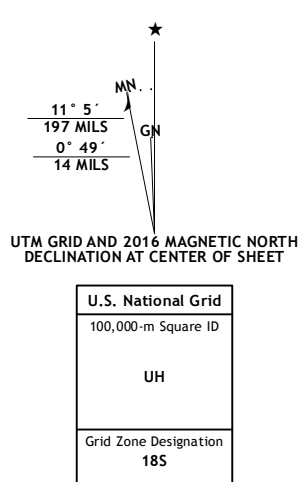 ★
MN
11° 5´
197 MILS
GN
0° 49´
14 MILS
UTM GRID AND 2016 MAGNETIC NORTH
DECLINATION AT CENTER OF SHEET
U.S. National Grid
100,000-m Square ID
UH
Grid Zone Designation
18S